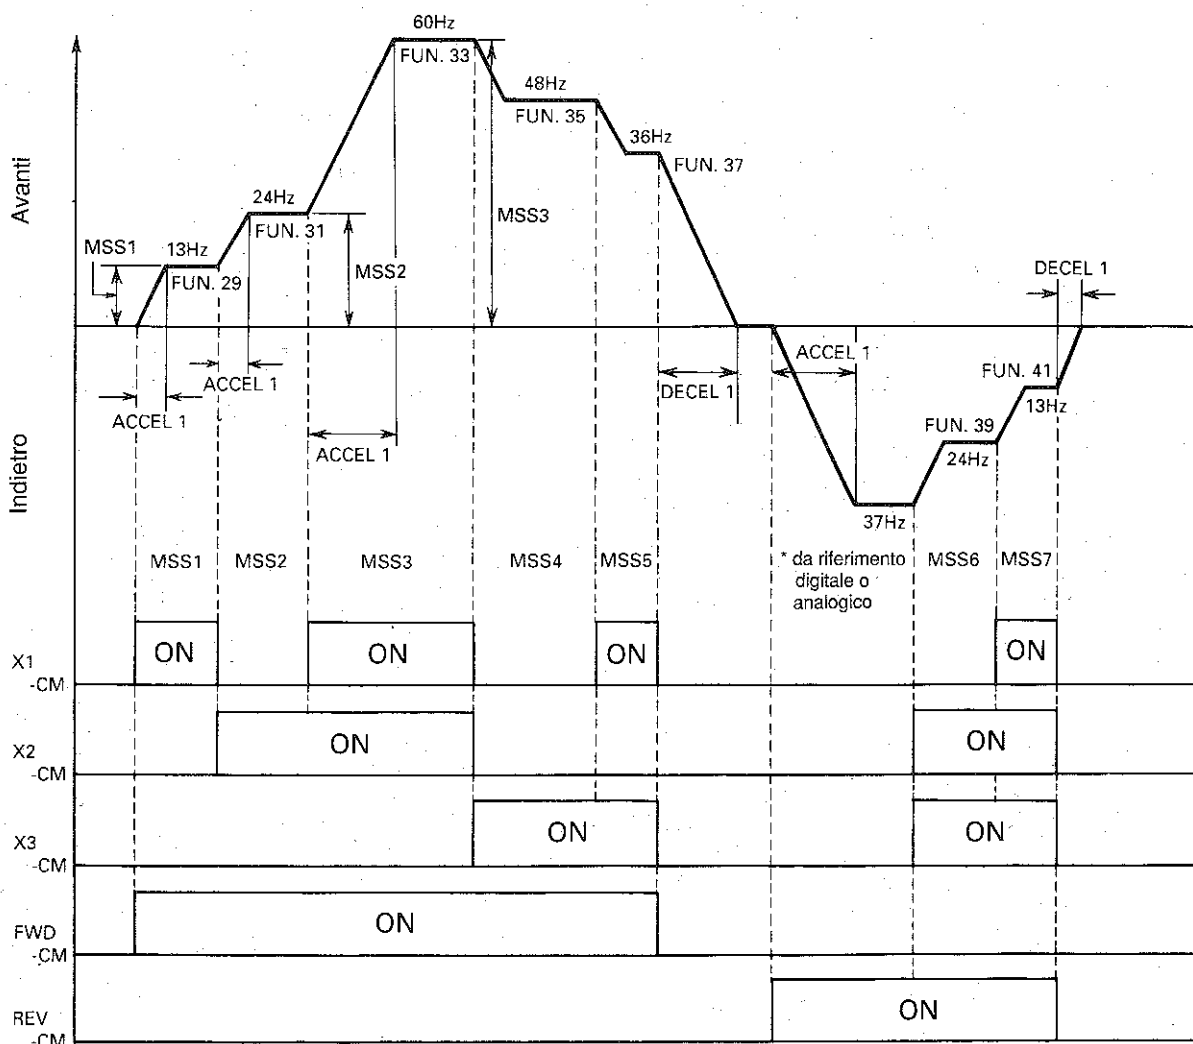 60Hz
FUN. 33
48Hz
FUN. 35
36Hz
FUN. 37
Avanti
MSS3
24Hz
FUN. 31
MSS1
13Hz
FUN. 29
MSS2
DECEL 1
ACCEL 1
ACCEL 1
ACCEL 1
ACCEL 1
DECEL 1
FUN. 41
13Hz
FUN. 39
24Hz
37Hz
Indietro
MSS1
MSS2
MSS3
MSS4
MSS5
* da riferimento
digitale o
analogico
MSS6
MSS7
X1
-CM
ON
ON
ON
ON
X2
-CM
ON
ON
X3
-CM
ON
ON
FWD
-CM
ON
REV
-CM
ON